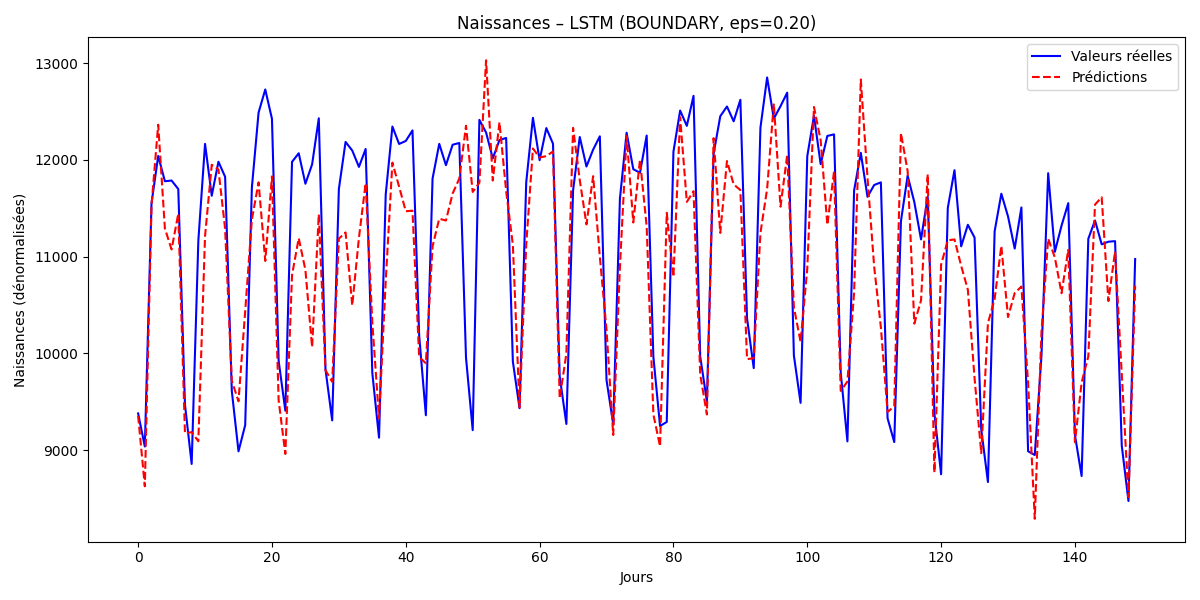 Naissances – LSTM (BOUNDARY, eps=0.20)
Valeurs réelles
Prédictions
Naissances (dénormalisées)
13000
12000
11000
10000
9000
0 20 40 60 80 100 120 140
Jours